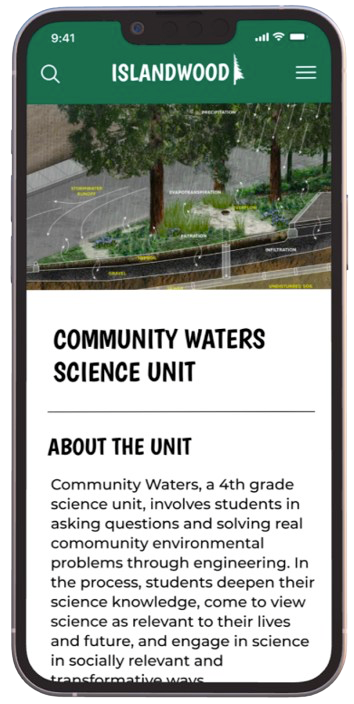 9:41
ISLANDWOOD
PRECIPITATION
STORMWATER
RUNOFF
EVAPOTRANSPIRATION
FILTRATION
INFILTRATION
GRAVEL
COMMUNITY WATERS
SCIENCE UNIT
ABOUT THE UNIT
Community Waters, a 4th grade
science unit, involves students in
asking questions and solving real
comomunity environmental
problems through engineering. In
the process, students deepen their
science knowledge, come to view
science as relevant to their lives
and future, and engage in science
in socially relevant and
transformative ways